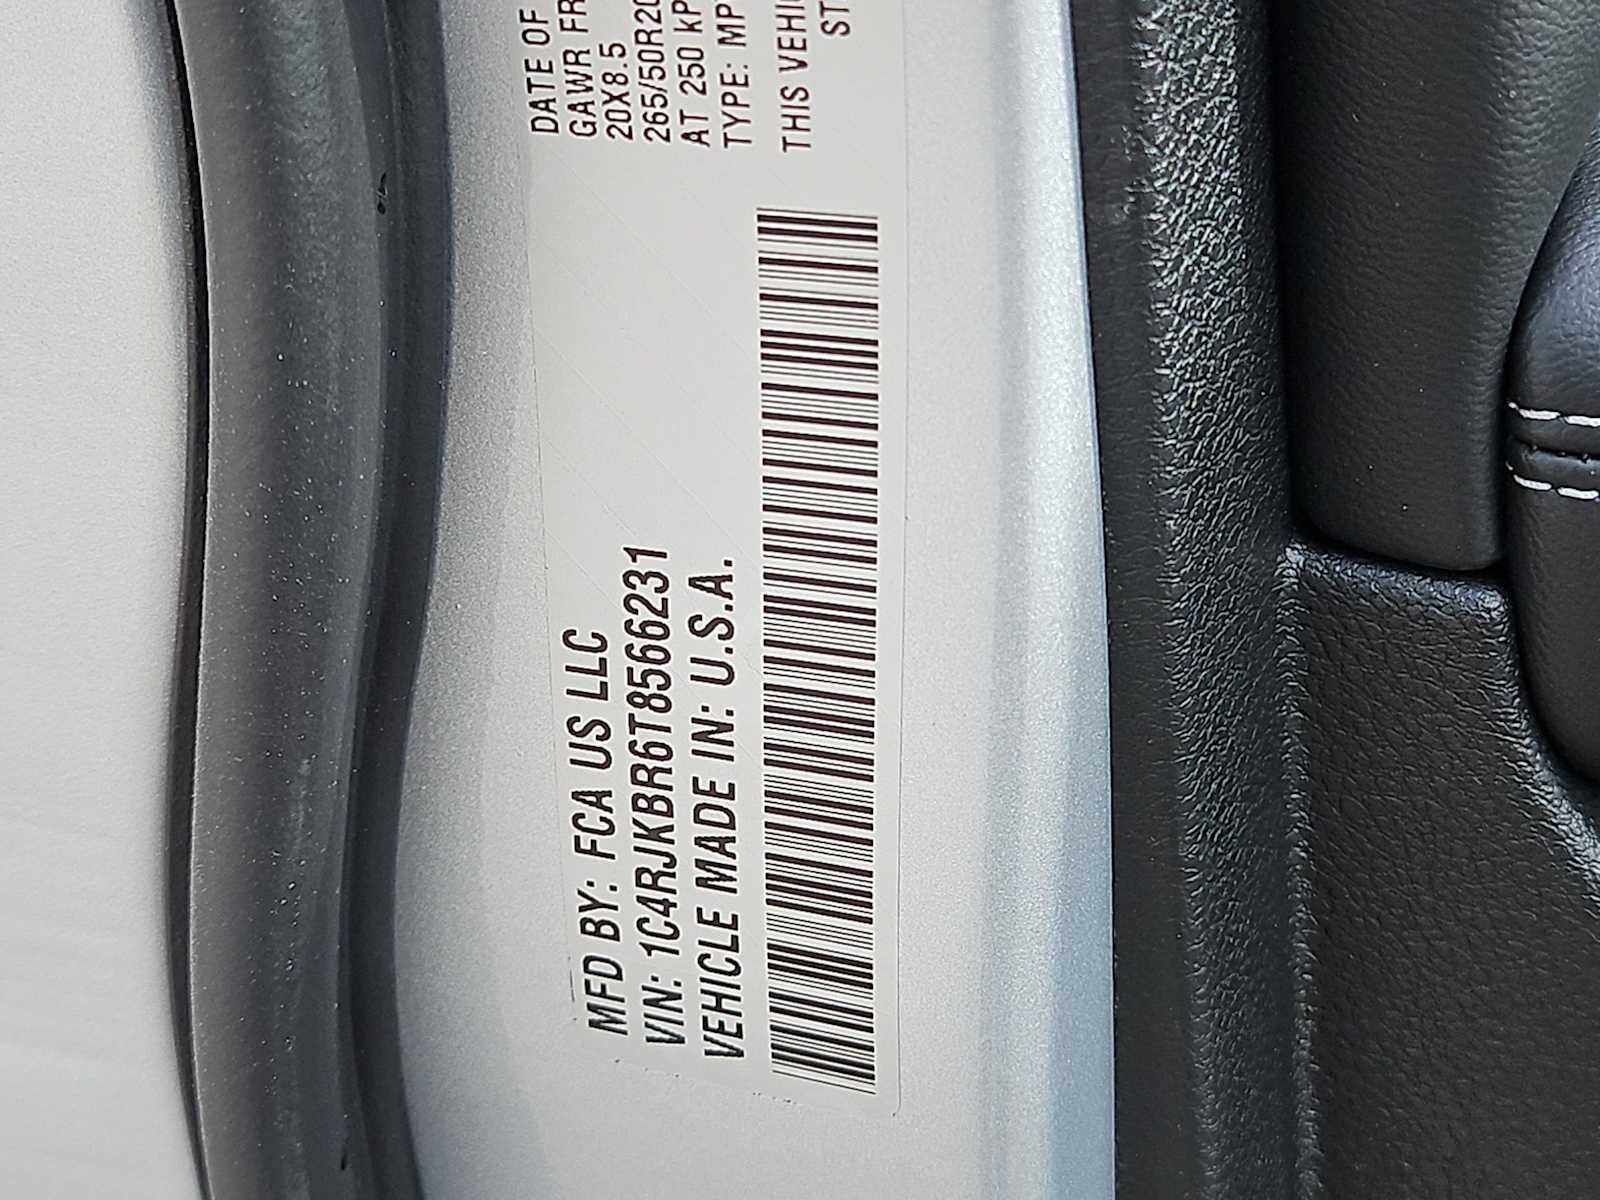 MFD BY: FCA US LLC
VIN: 1C4RJKBR6T8566231
VEHICLE MADE IN: U.S.A.
DATE OF
GAWR FR
20X8.5
265/50R20
AT 250 kP
TYPE: MP
THIS VEHI
ST